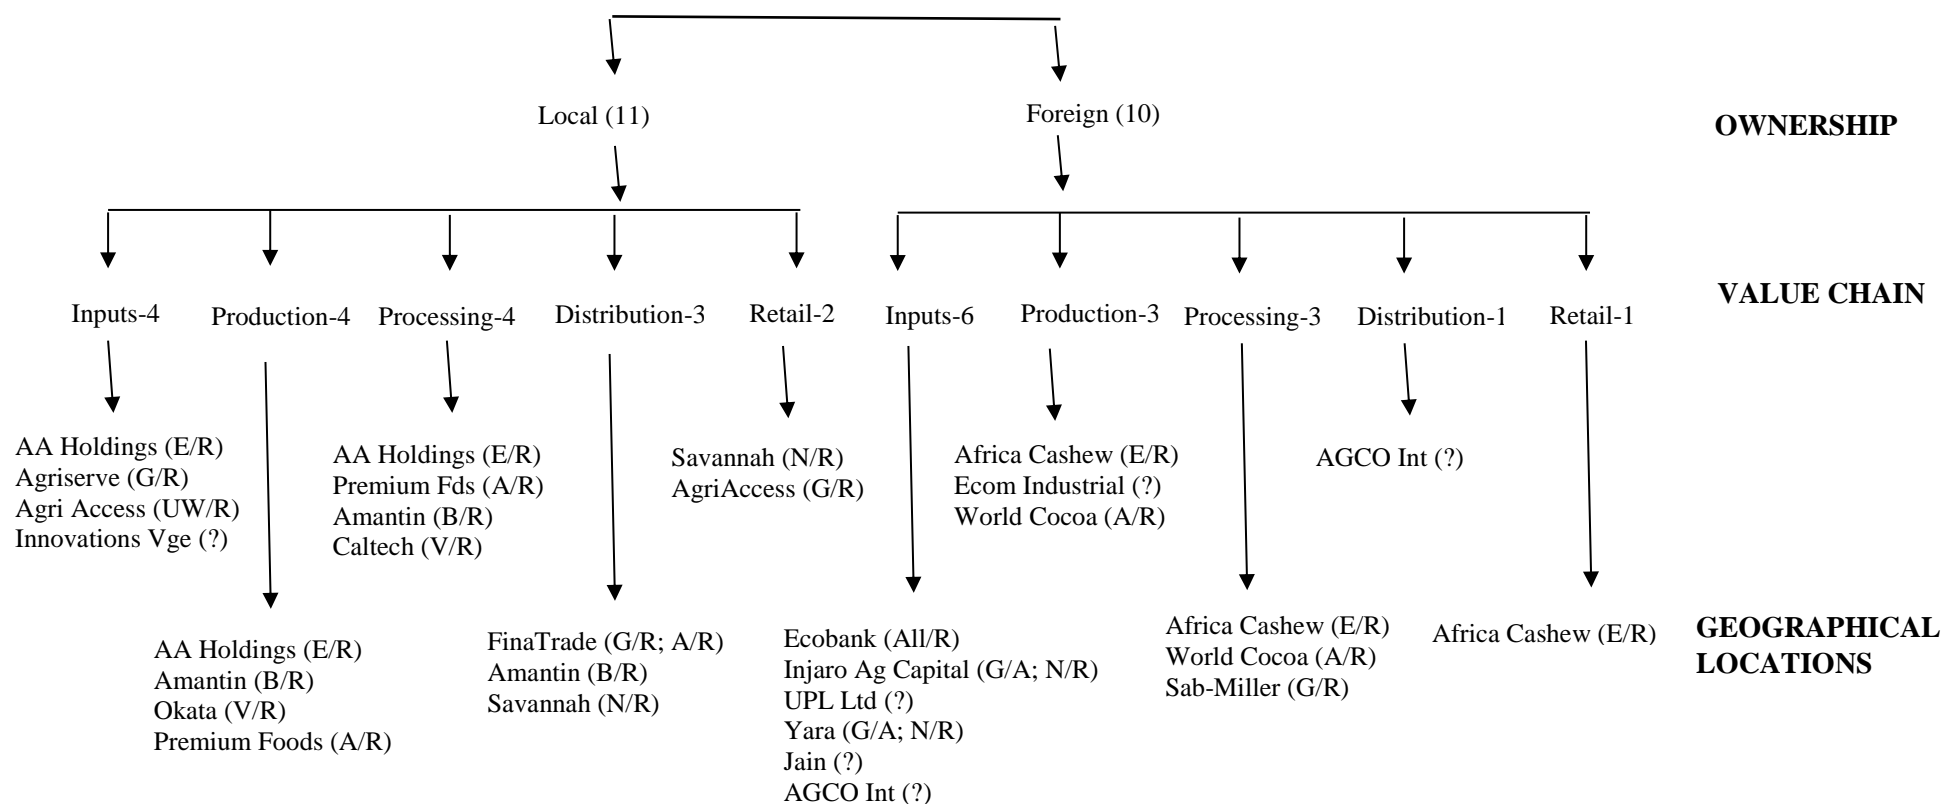 Local (11)
Foreign (10)
OWNERSHIP
Inputs-4
Production-4
Processing-4
Distribution-3
Retail-2
Inputs-6
Production-3
Processing-3
Distribution-1
Retail-1
VALUE CHAIN
AA Holdings (E/R)
Agriserve (G/R)
Agri Access (UW/R)
Innovations Vge (?)
AA Holdings (E/R)
Premium Fds (A/R)
Amantin (B/R)
Caltech (V/R)
Savannah (N/R)
AgriAccess (G/R)
Africa Cashew (E/R)
Ecom Industrial (?)
World Cocoa (A/R)
AGCO Int (?)
AA Holdings (E/R)
Amantin (B/R)
Okata (V/R)
Premium Foods (A/R)
FinaTrade (G/R; A/R)
Amantin (B/R)
Savannah (N/R)
Ecobank (All/R)
Injaro Ag Capital (G/A; N/R)
UPL Ltd (?)
Yara (G/A; N/R)
Jain (?)
AGCO Int (?)
Africa Cashew (E/R)
World Cocoa (A/R)
Sab-Miller (G/R)
Africa Cashew (E/R)
GEOGRAPHICAL
LOCATIONS